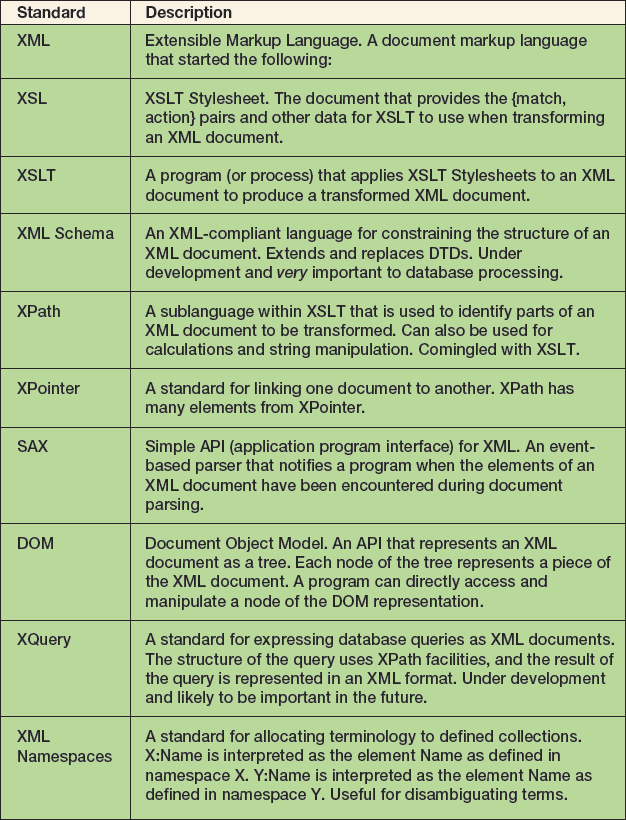 Standard Description
XML Extensible Markup Language. A document markup language
that started the following:
XSL XSLT Stylesheet. The document that provides the {match,
action} pairs and other data for XSLT to use when transforming
an XML document.
XSLT A program (or process) that applies XSLT Stylesheets to an XML
document to produce a transformed XML document.
XML Schema An XML-compliant language for constraining the structure of an
XML document. Extends and replaces DTDs. Under
development and very important to database processing.
XPath A sublanguage within XSLT that is used to identify parts of an
XML document to be transformed. Can also be used for
calculations and string manipulation. Comingled with XSLT.
XPointer A standard for linking one document to another. XPath has
many elements from XPointer.
SAX Simple API (application program interface) for XML. An event-
based parser that notifies a program when the elements of an
XML document have been encountered during document
parsing.
DOM Document Object Model. An API that represents an XML
document as a tree. Each node of the tree represents a piece of
the XML document. A program can directly access and
manipulate a node of the DOM representation.
XQuery A standard for expressing database queries as XML documents.
The structure of the query uses XPath facilities, and the result of
the query is represented in an XML format. Under development
and likely to be important in the future.
XML A standard for allocating terminology to defined collections.
Namespaces X:Name is interpreted as the element Name as defined in
namespace X. Y:Name is interpreted as the element Name as
defined in namespace Y. Useful for disambiguating terms.